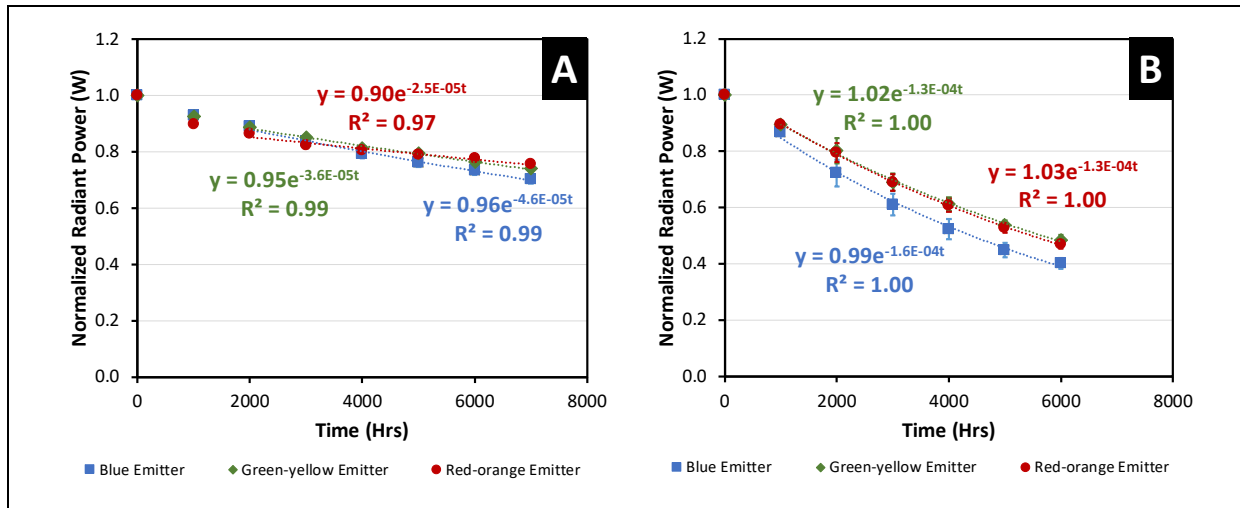 A
Normalized Radiant Power (W)
1.2
1.0
0.8
0.6
0.4
0.2
0.0
y = 0.90e^-2.5E-05t
R² = 0.97
y = 0.95e^-3.6E-05t
R² = 0.99
y = 0.96e^-4.6E-05t
R² = 0.99
0 2000 4000 6000 8000
Time (Hrs)
Blue Emitter Green-yellow Emitter Red-orange Emitter
B
Normalized Radiant Power (W)
1.2
1.0
0.8
0.6
0.4
0.2
0.0
y = 1.02e^-1.3E-04t
R² = 1.00
y = 1.03e^-1.3E-04t
R² = 1.00
y = 0.99e^-1.6E-04t
R² = 1.00
0 2000 4000 6000 8000
Time (Hrs)
Blue Emitter Green-yellow Emitter Red-orange Emitter